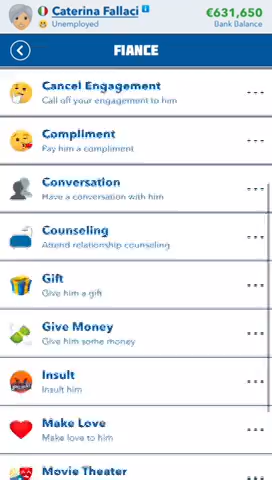 Caterina Fallaci
€631,650
Unemployed
Bank Balance
FIANCE
Cancel Engagement
Call off your engagement to him
Compliment
Pay him a compliment
Conversation
Have a conversation with him
Counseling
Attend relationship counseling
Gift
Give him a gift
Give Money
Give him some money
Insult
Insult him
Make Love
Make love to him
Movie Theater